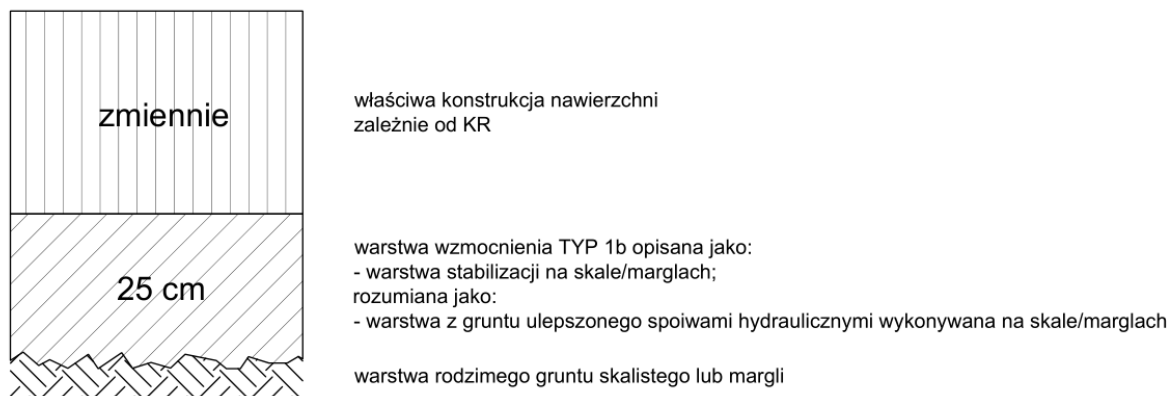 zmiennie
właściwa konstrukcja nawierzchni
zależnie od KR
25 cm
warstwa wzmocnienia TYP 1b opisana jako:
- warstwa stabilizacji na skale/marglach;
rozumiana jako:
- warstwa z gruntu ulepszonego spoiwami hydraulicznymi wykonywana na skale/marglach
warstwa rodzimego gruntu skalistego lub margli